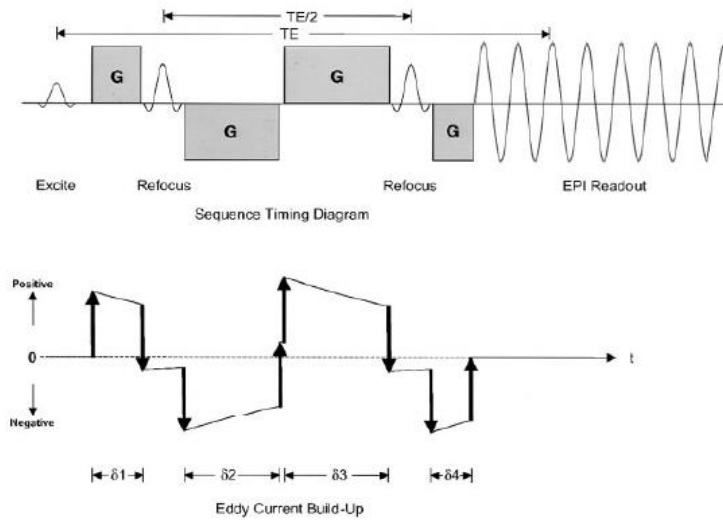 TE/2
TE
G G
G G
Excite Refocus Refocus EPI Readout
Sequence Timing Diagram
Positive
0 t
Negative
δ1 δ2 δ3 δ4
Eddy Current Build-Up